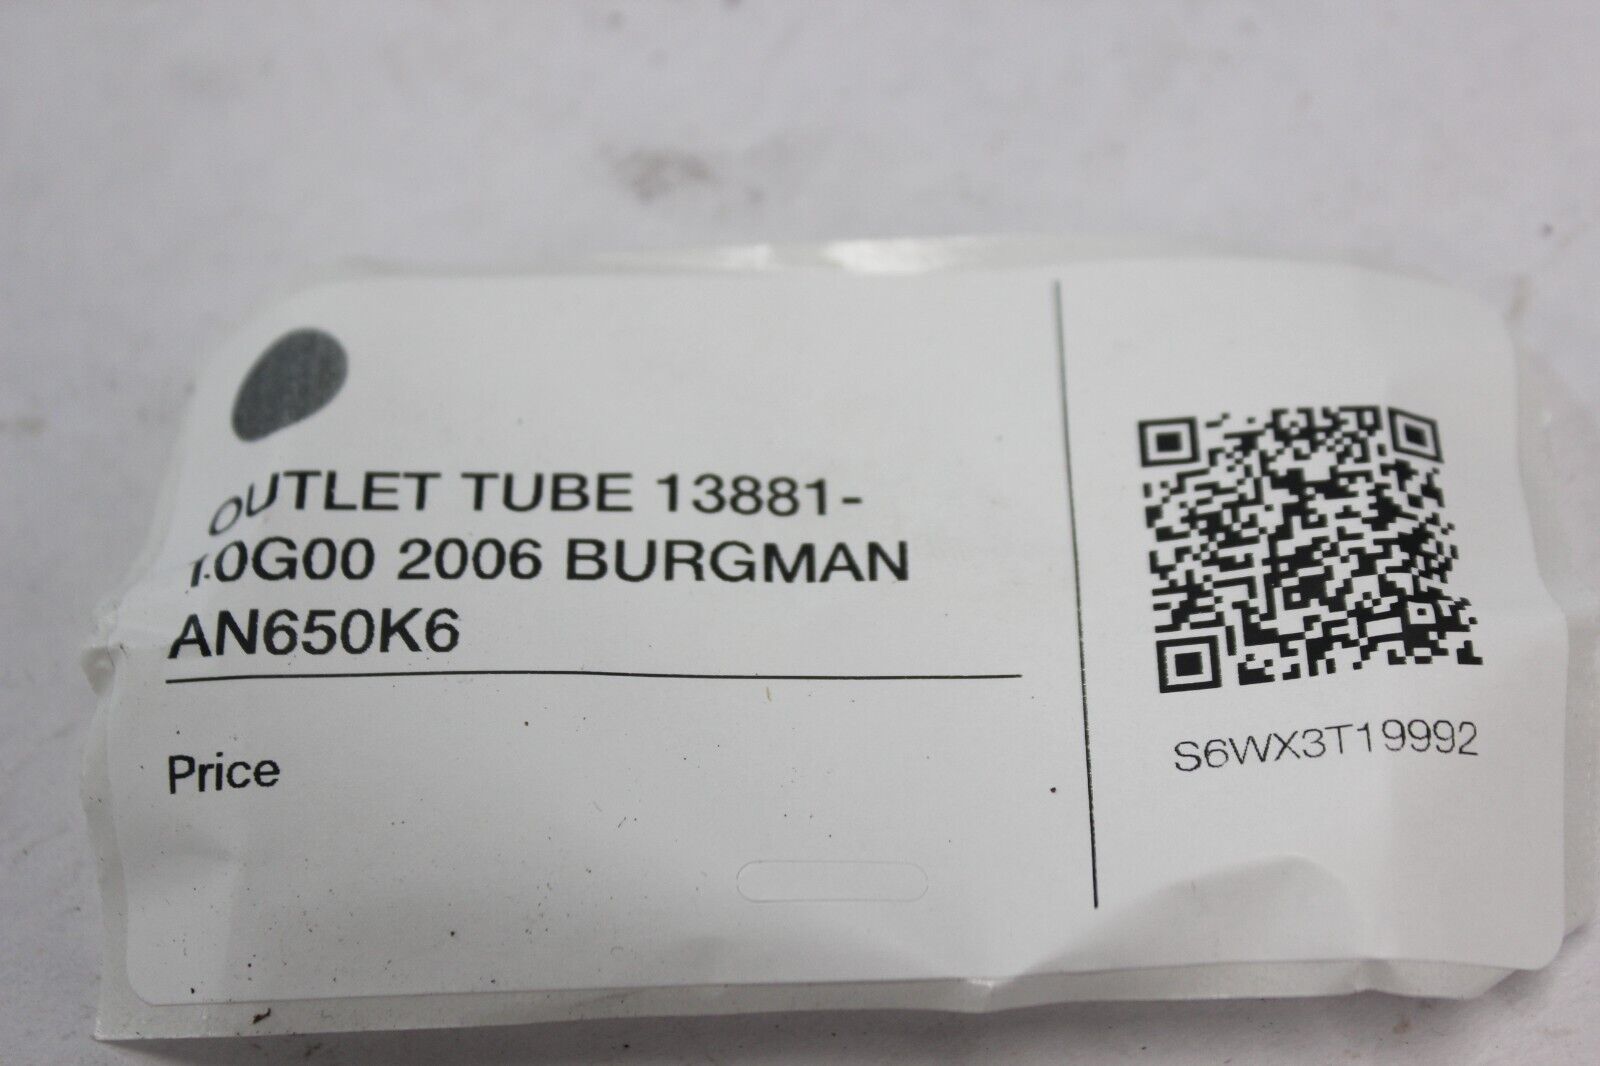 OUTLET TUBE 13881-
10G00 2006 BURGMAN
AN650K6
Price
S6WX3T19992